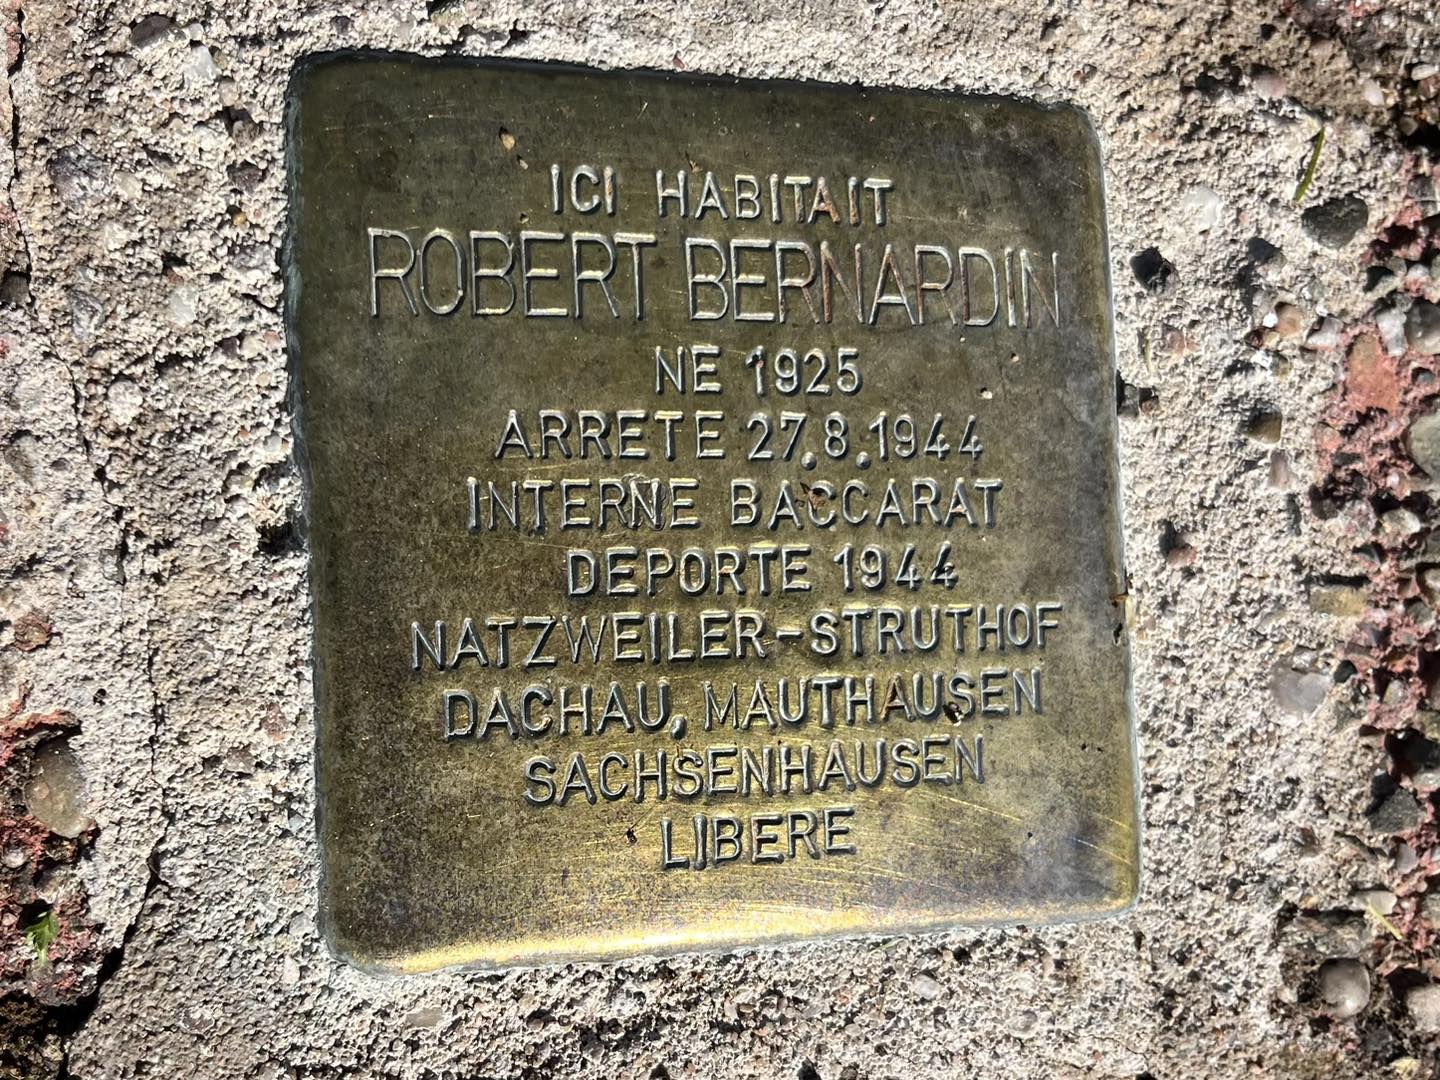 ICI HABITAIT
ROBERT BERNARDIN
NE 1925
ARRETE 27.8.1944
INTERNE BACCARAT
DEPORTE 1944
NATZWEILER-STRUTHOF
DACHAU, MAUTHAUSEN
SACHSENHAUSEN
LIBERE